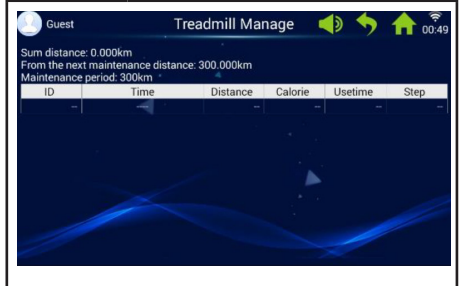 Guest Treadmill Manage 00:49
Sum distance: 0.000km
From the next maintenance distance: 300.000km
Maintenance period: 300km
ID Time Distance Calorie Usetime Step
-- ---- -- -- -- --